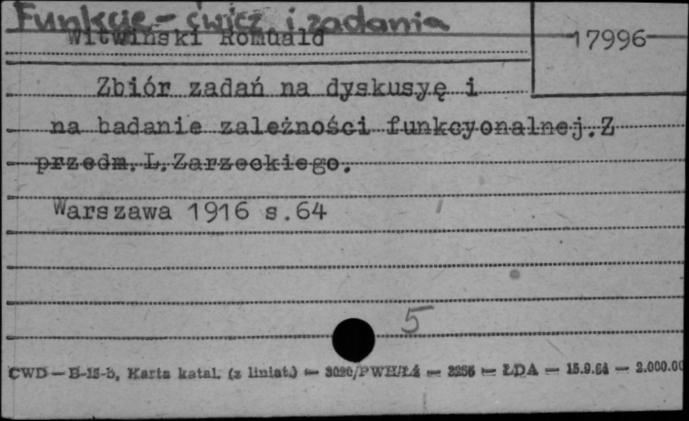 Funkcje - ćwicz. i zadania
Witwiński Romuald
17996
Zbiór zadań na dyskusyę i
na badanie zależności funkcyonalnej.Z
przedm.L.Zarzeckiego.
Warszawa 1916 s.64
5
CWD — B-15-b, Karta katal. (z liniat.) — 3020/PWH/Łd — 3256 — ŁDA — 15.9.64 — 2.000.00